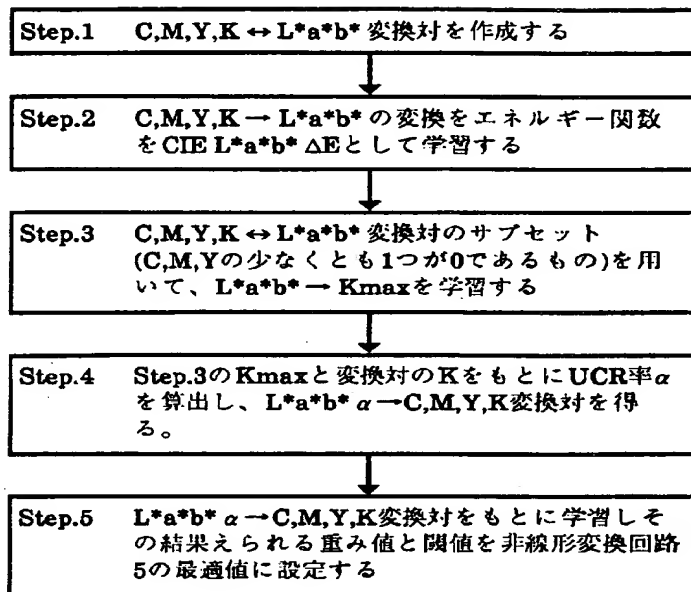 Step.1 C,M,Y,K ↔ L*a*b* 変換対を作成する
Step.2 C,M,Y,K → L*a*b* の変換をエネルギー関数
をCIE L*a*b* ΔEとして学習する
Step.3 C,M,Y,K ↔ L*a*b* 変換対のサブセット
(C,M,Yの少なくとも1つが0であるもの)を用
いて、L*a*b* → Kmaxを学習する
Step.4 Step.3のKmaxと変換対のKをもとにUCR率α
を算出し、L*a*b* α→C,M,Y,K変換対を得
る。
Step.5 L*a*b* α→C,M,Y,K変換対をもとに学習しそ
の結果えられる重み値と閾値を非線形変換回路
5の最適値に設定する